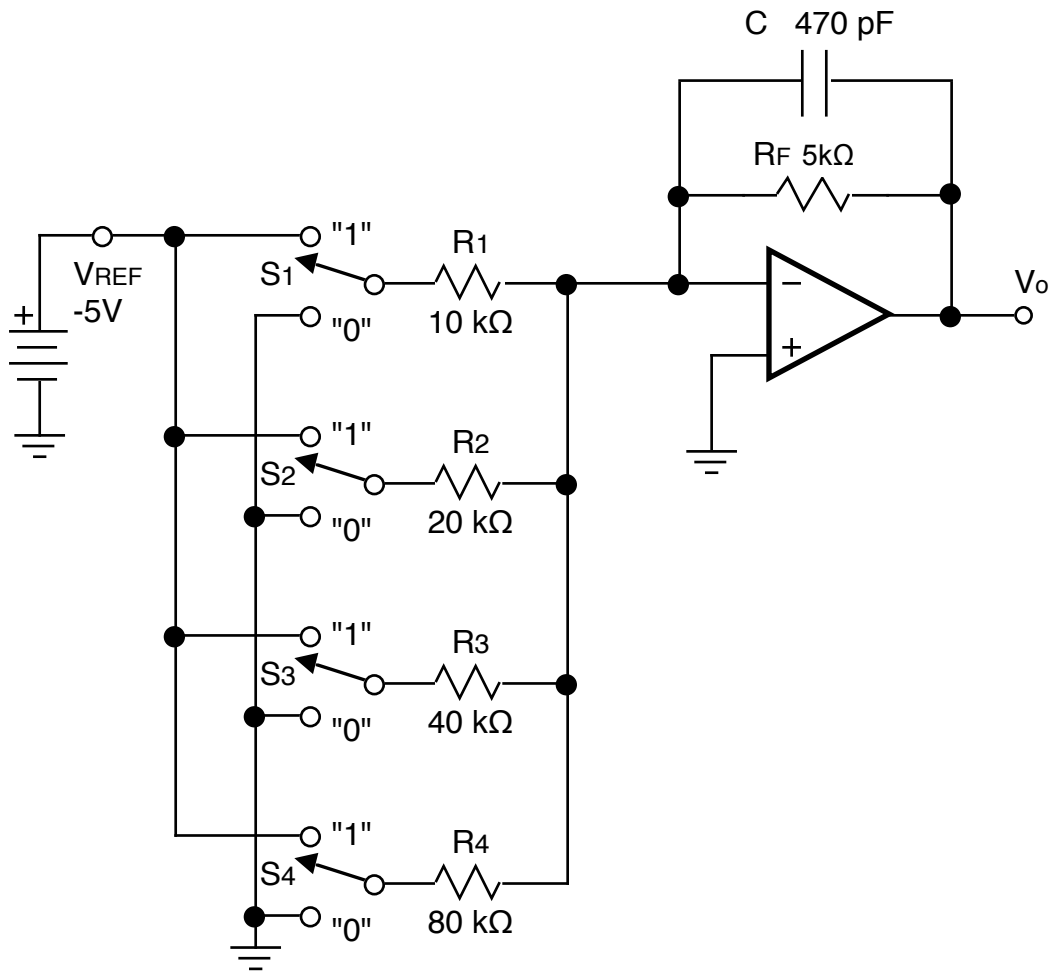 C 470 pF
RF 5kΩ
"1"
R1
VREF
-5V
S1
10 kΩ
"0"
+
−
+
Vo
"1"
R2
S2
20 kΩ
"0"
"1"
R3
S3
40 kΩ
"0"
"1"
R4
S4
80 kΩ
"0"